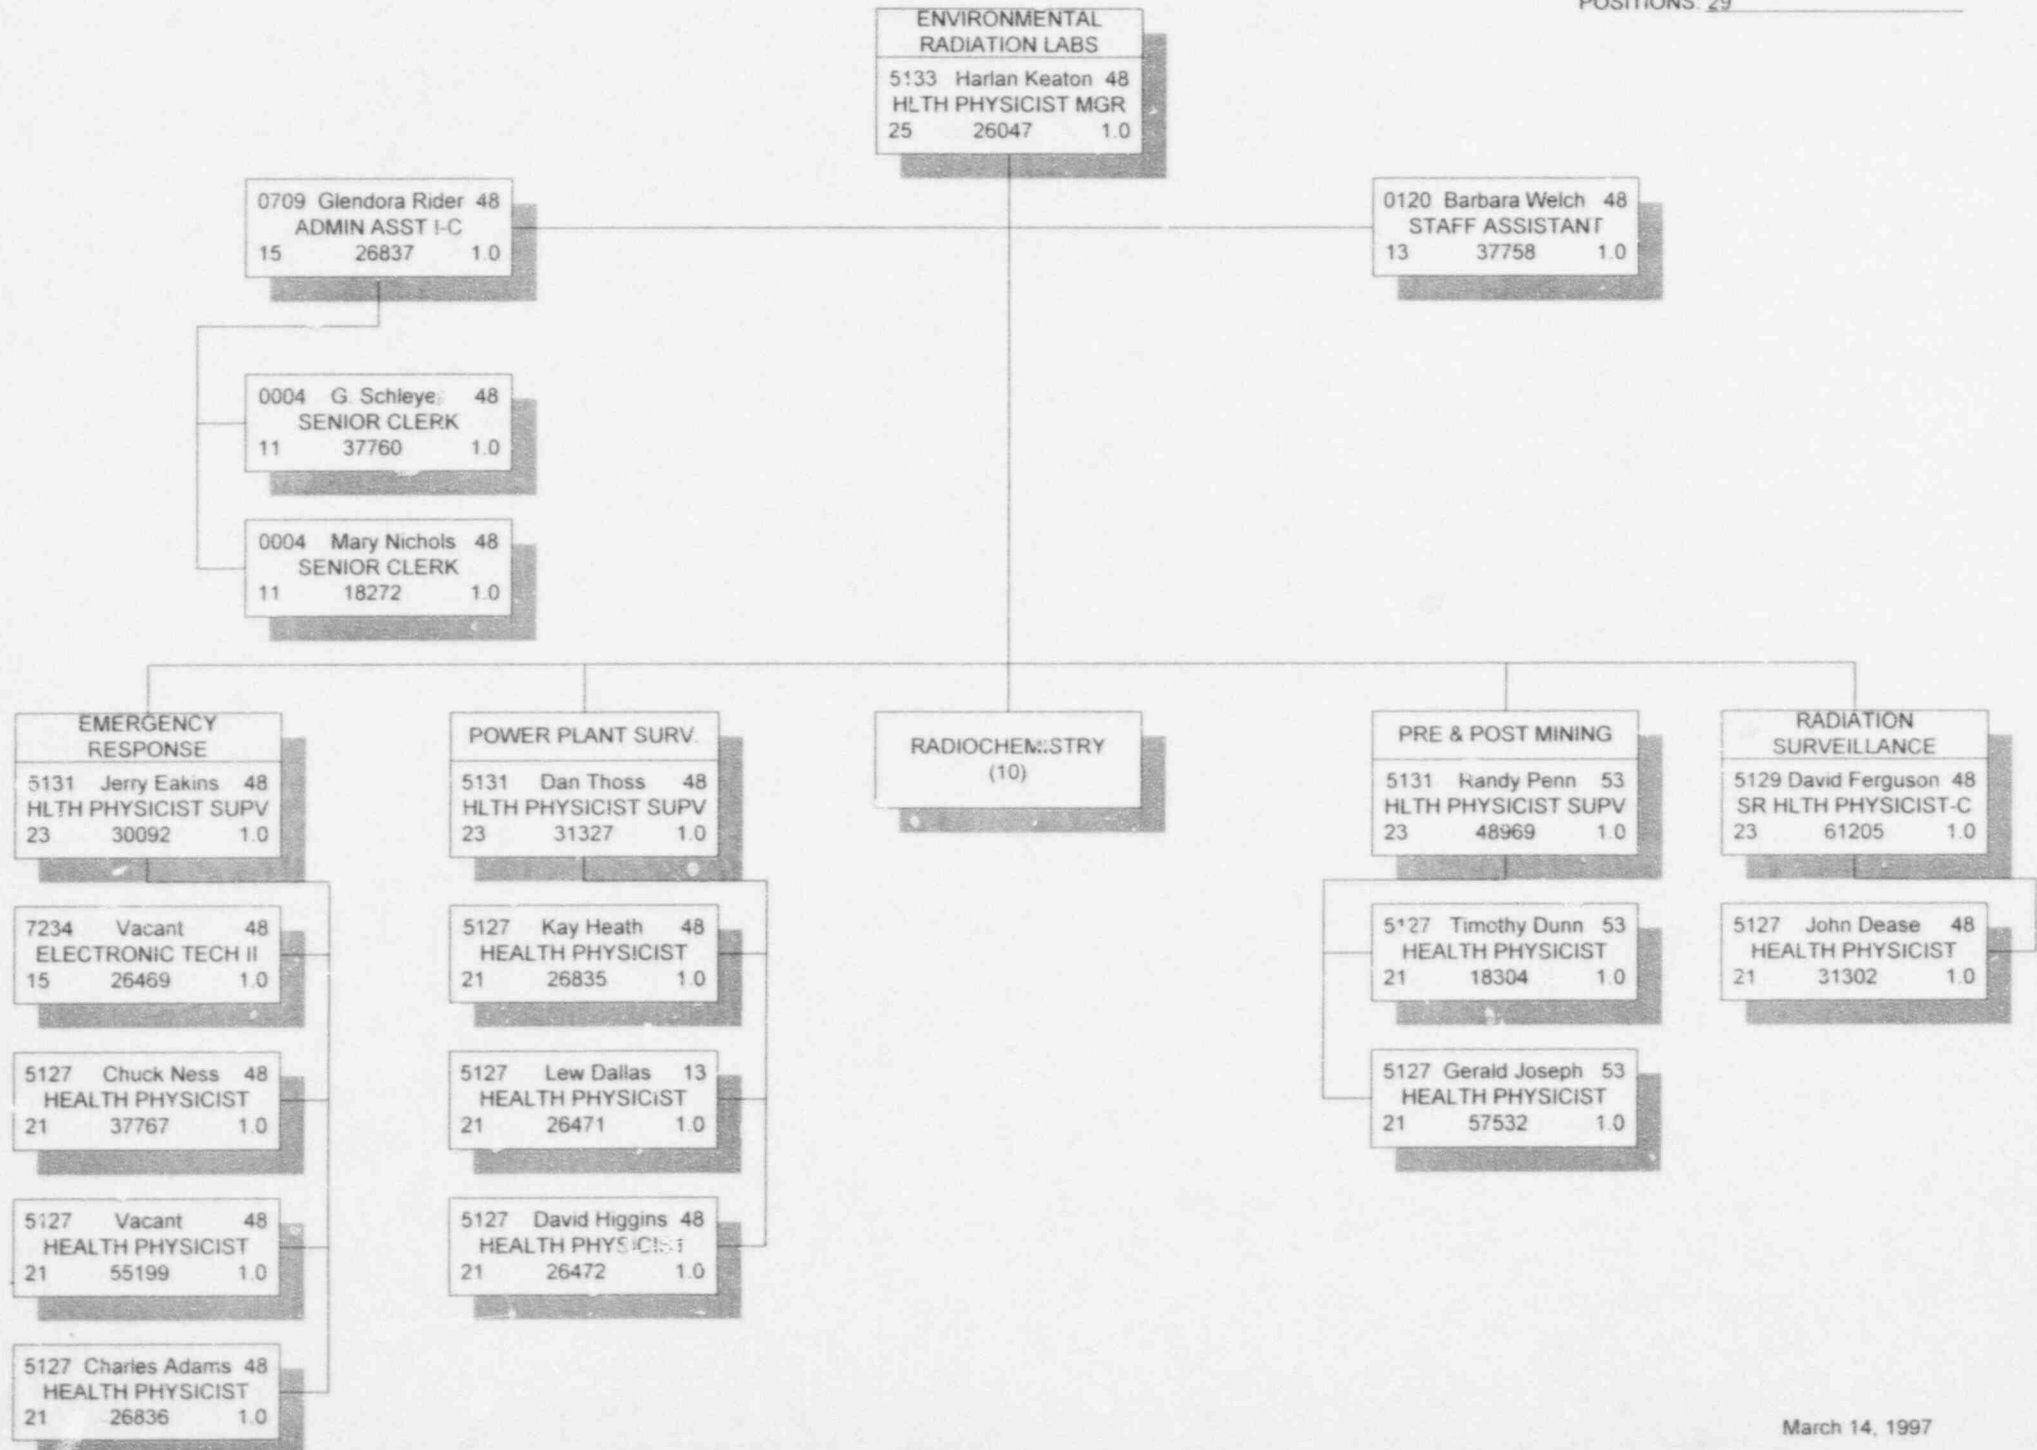 POSITIONS: 29
ENVIRONMENTAL
RADIATION LABS
5133 Harlan Keaton 48
HLTH PHYSICIST MGR
25 26047 1.0
0709 Glendora Rider 48
ADMIN ASST I-C
15 26837 1.0
0120 Barbara Welch 48
STAFF ASSISTANT
13 37758 1.0
0004 G. 48
SENIOR CLERK
11 37760 1.0
0004 Mary Nichols 48
SENIOR CLERK
11 18272 1.0
EMERGENCY
RESPONSE
5131 Jerry Eakins 48
HLTH PHYSICIST SUPV
23 30092 1.0
7234 Vacant 48
ELECTRONIC TECH II
15 26469 1.0
5127 Chuck Ness 48
HEALTH PHYSICIST
21 37767 1.0
5127 Vacant 48
HEALTH PHYSICIST
21 55199 1.0
5127 Charles Adams 48
HEALTH PHYSICIST
21 26836 1.0
POWER PLANT SURV.
5131 Dan Thoss 48
HLTH PHYSICIST SUPV
23 31327 1.0
5127 Kay Heath 48
HEALTH PHYSICIST
21 26835 1.0
5127 Lew Dallas 13
HEALTH PHYSICIST
21 26471 1.0
5127 David Higgins 48
HEALTH PHYSICIST
21 26472 1.0
RADIOCHEMISTRY
(10)
PRE & POST MINING
5131 Randy Penn 53
HLTH PHYSICIST SUPV
23 48969 1.0
5127 Timothy Dunn 53
HEALTH PHYSICIST
21 18304 1.0
5127 Gerald Joseph 53
HEALTH PHYSICIST
21 57532 1.0
RADIATION
SURVEILLANCE
5129 David Ferguson 48
SR HLTH PHYSICIST-C
23 61205 1.0
5127 John Dease 48
HEALTH PHYSICIST
21 31302 1.0
March 14, 1997